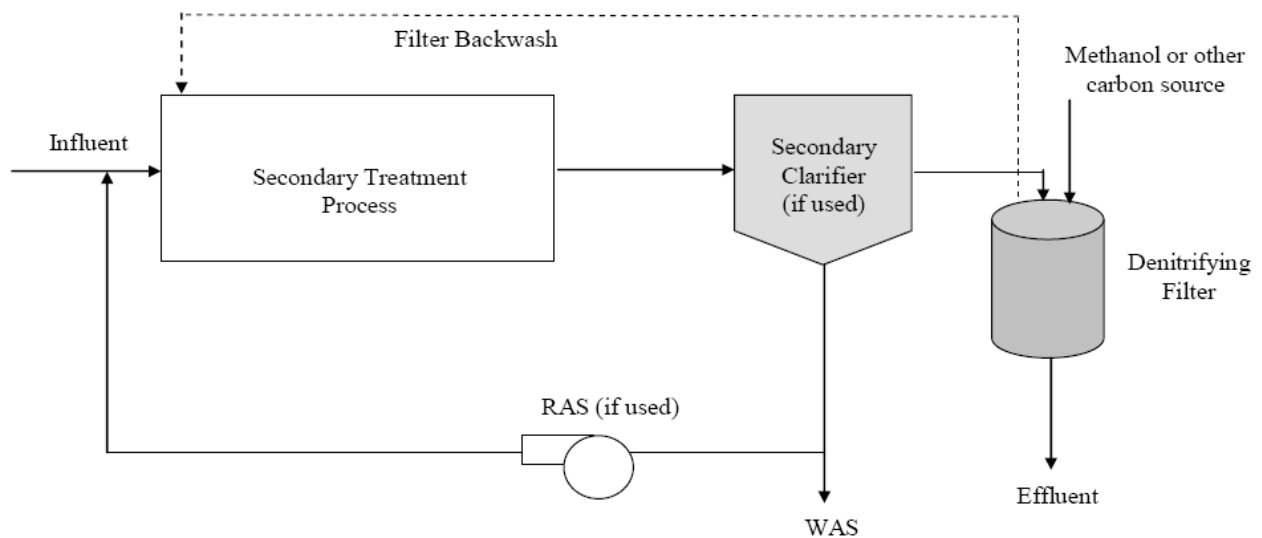 Filter Backwash
Methanol or other
carbon source
Influent
Secondary Treatment
Process
Secondary
Clarifier
(if used)
Denitrifying
Filter
RAS (if used)
Effluent
WAS